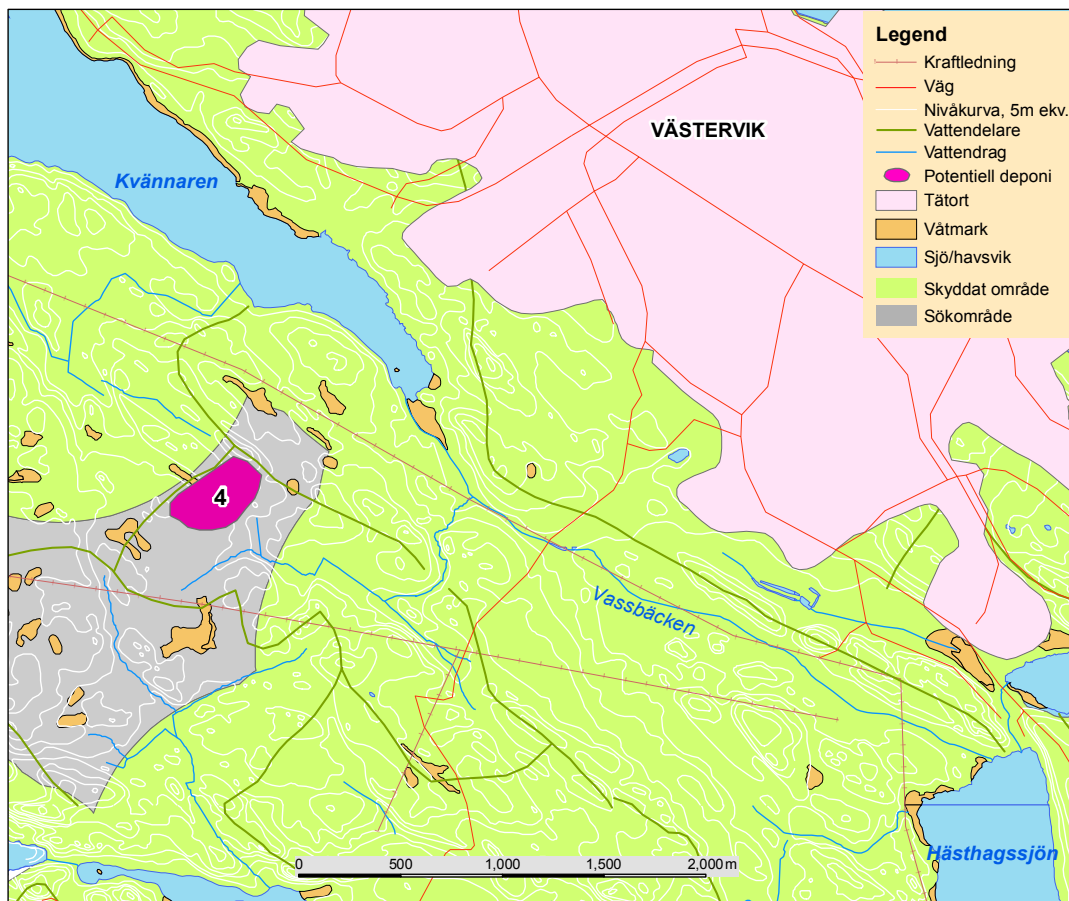 Legend
Kraftledning
Väg
Nivåkurva, 5m ekv.
Vattendelare
Vattendrag
Potentiell deponi
Tätort
Våtmark
Sjö/havsvik
Skyddat område
Sökområde
VÄSTERVIK
Kvännaren
4
Vassbäcken
Hästhagssjön
0 500 1,000 1,500 2,000 m